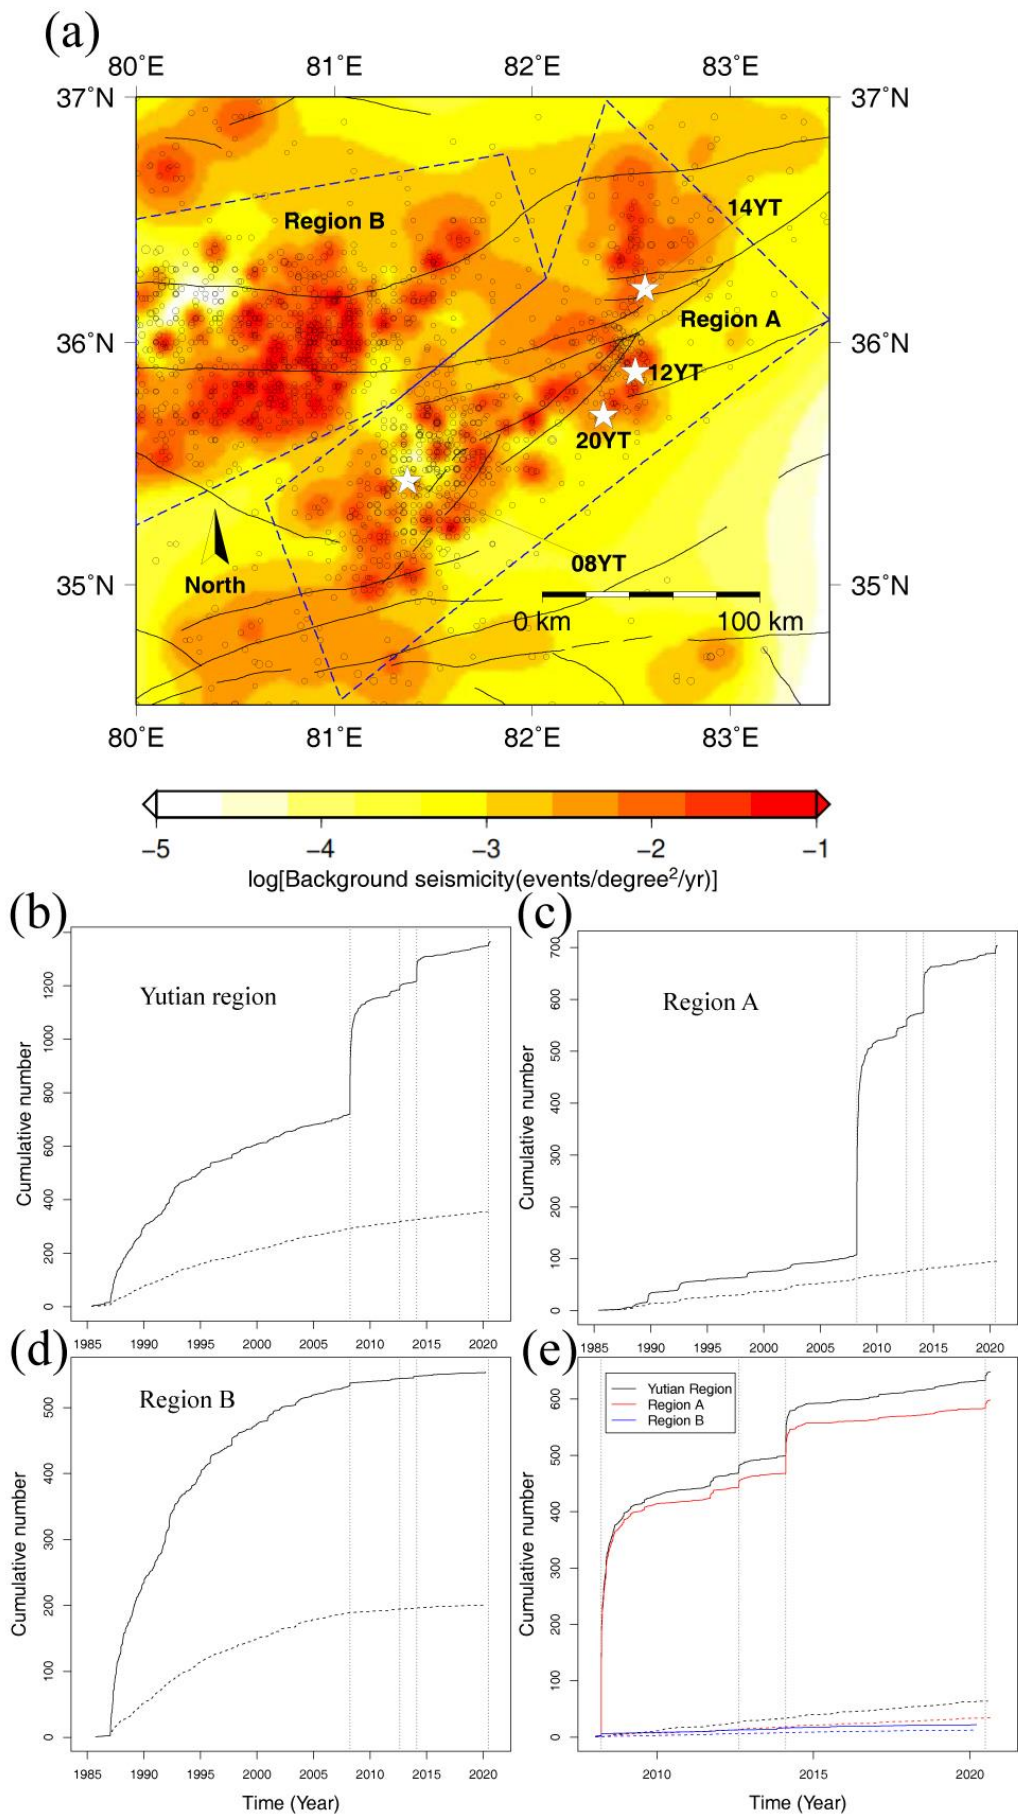 (a)
80°E 81°E 82°E 83°E
37°N 37°N
14YT
Region B
Region A
36°N 36°N
12YT
20YT
08YT
North
35°N 35°N
0 km 100 km
80°E 81°E 82°E 83°E
−5 −4 −3 −2 −1
log[Background seismicity(events/degree²/yr)]
(b)
Yutian region
Cumulative number
0 200 400 600 800 1000 1200
1985 1990 1995 2000 2005 2010 2015 2020
(c)
Region A
Cumulative number
0 100 200 300 400 500 600 700
1985 1990 1995 2000 2005 2010 2015 2020
(d)
Region B
Cumulative number
0 100 200 300 400 500
1985 1990 1995 2000 2005 2010 2015 2020
Time (Year)
(e)
Yutian Region
Region A
Region B
Cumulative number
0 100 200 300 400 500 600
2010 2015 2020
Time (Year)